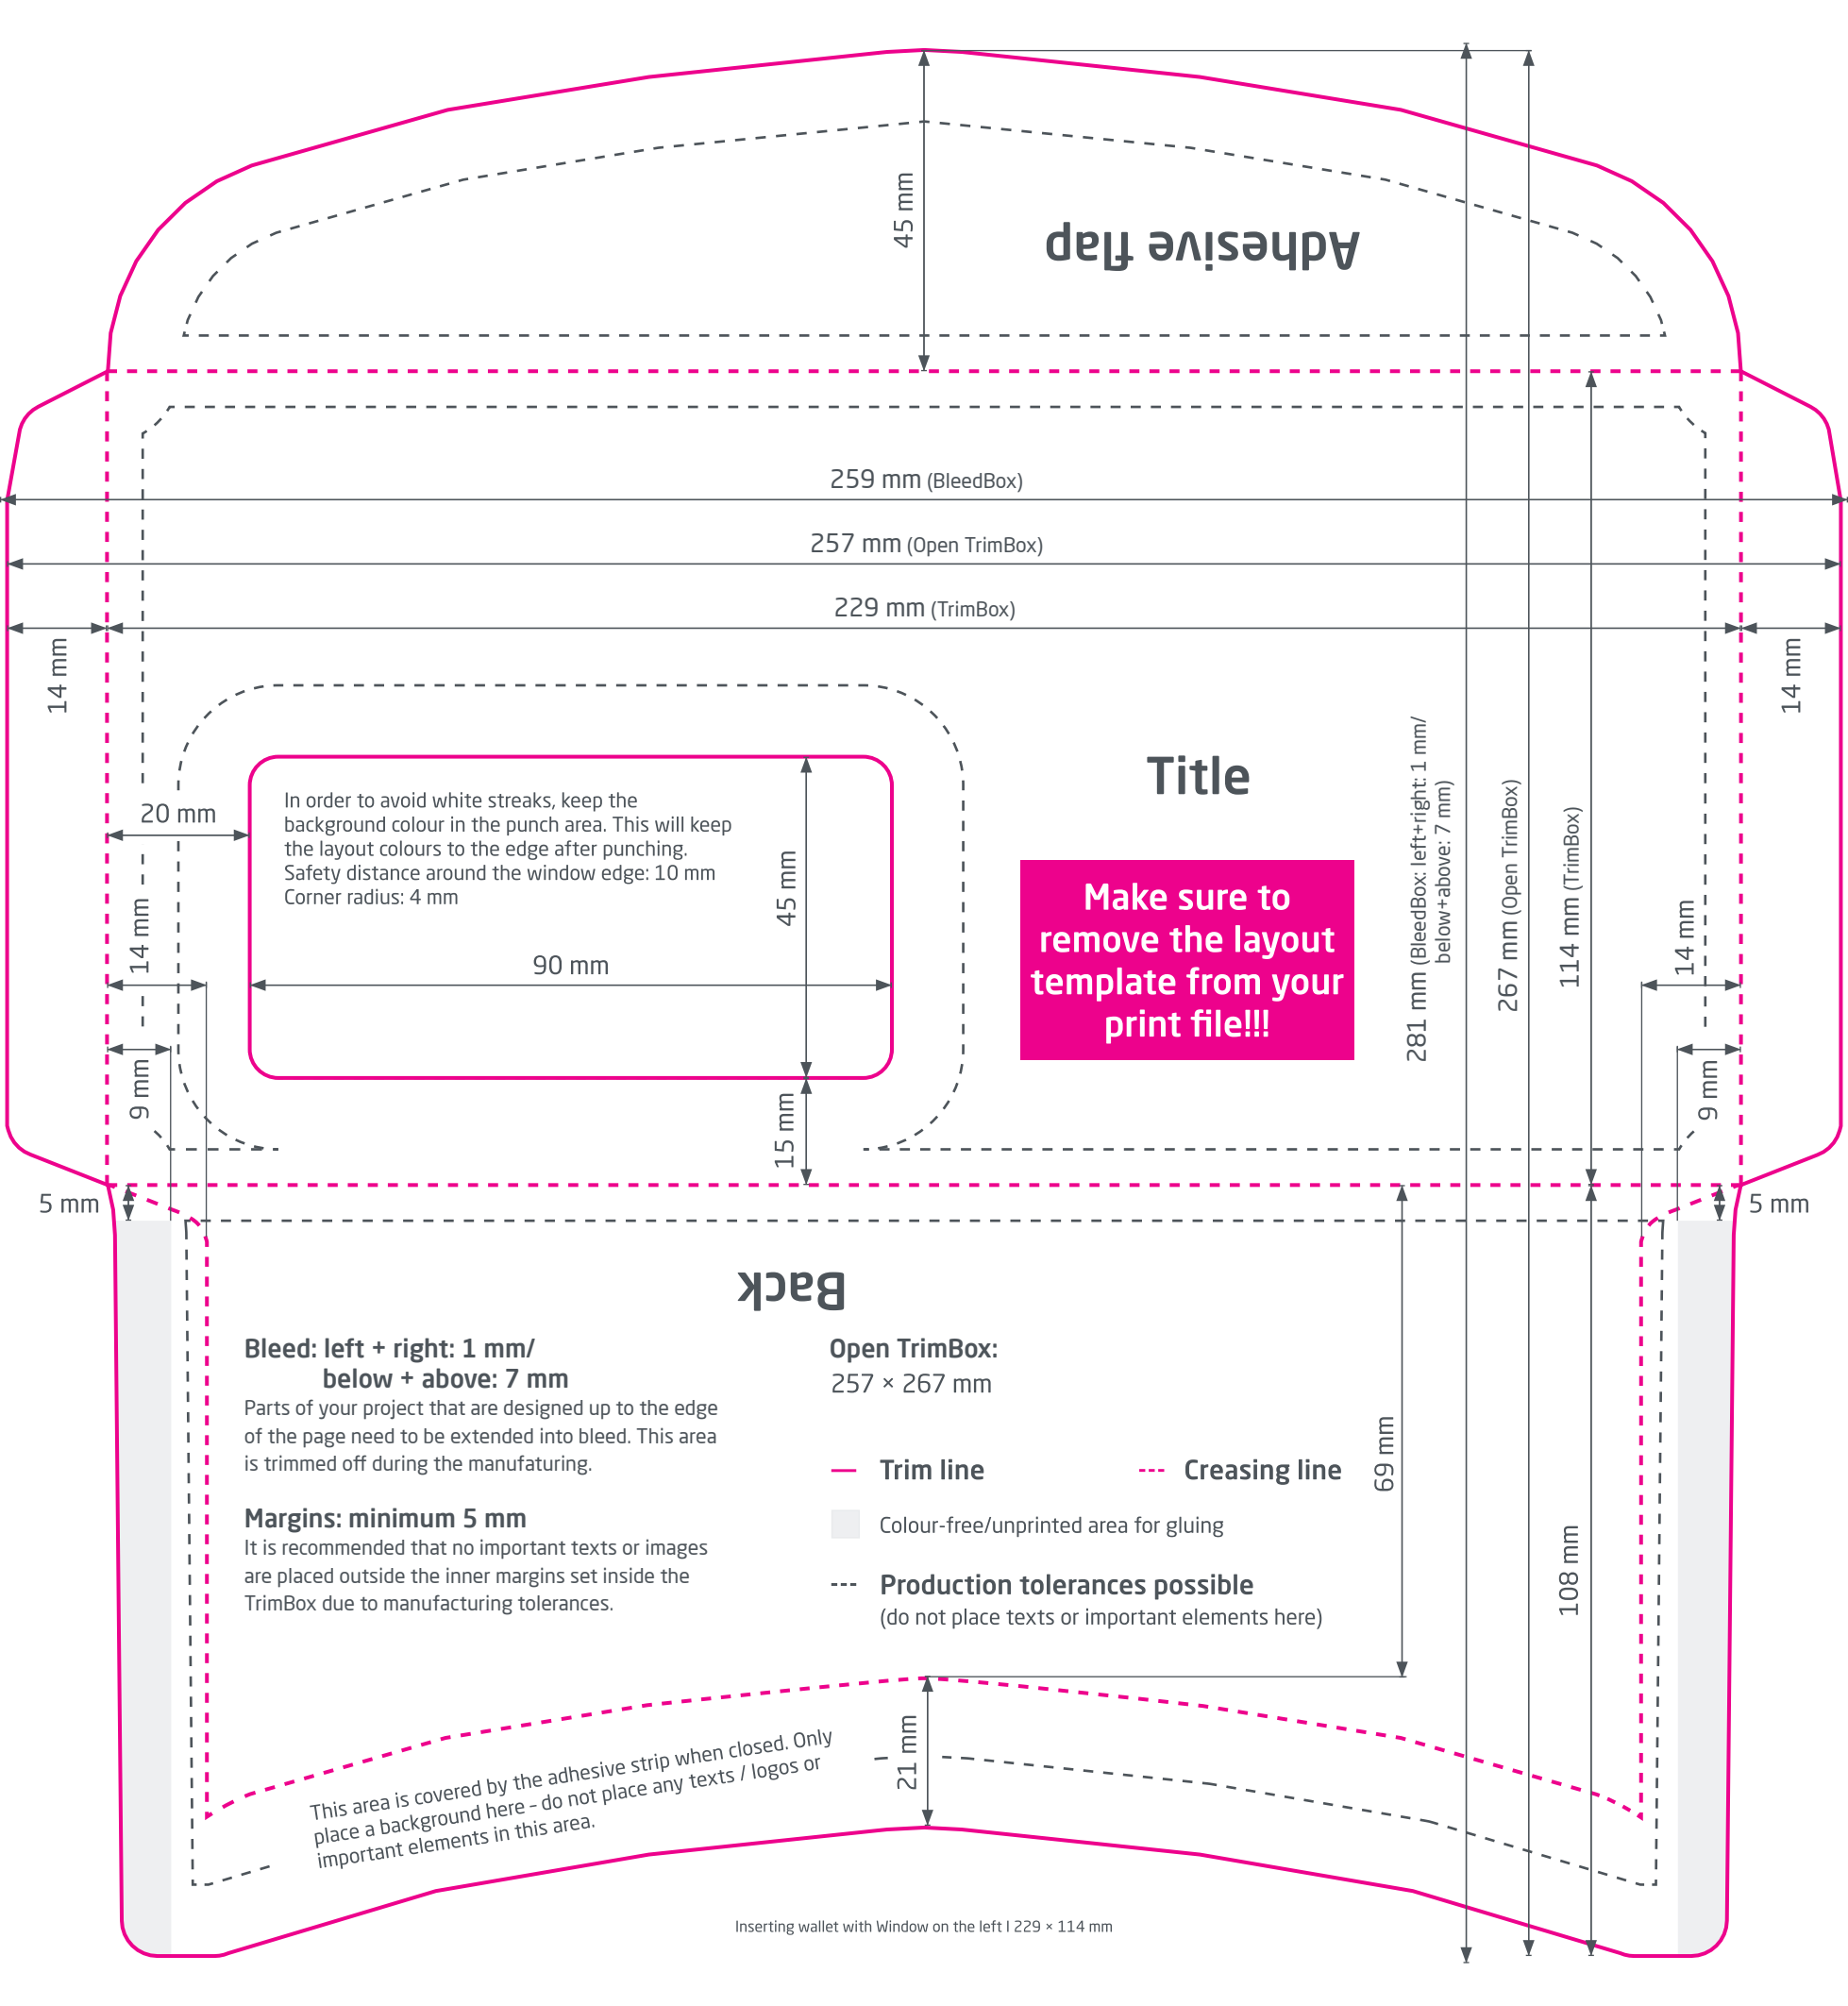 45 mm
Adhesive flap
259 mm (BleedBox)
257 mm (Open TrimBox)
229 mm (TrimBox)
14 mm
14 mm
20 mm
In order to avoid white streaks, keep the
background colour in the punch area. This will keep
the layout colours to the edge after punching.
Safety distance around the window edge: 10 mm
Corner radius: 4 mm
45 mm
90 mm
14 mm
9 mm
15 mm
Title
Make sure to
remove the layout
template from your
print file!!!
281 mm (BleedBox: left+right: 1 mm/
below+above: 7 mm)
267 mm (Open TrimBox)
114 mm (TrimBox)
14 mm
9 mm
5 mm
5 mm
Back
Bleed: left + right: 1 mm/
below + above: 7 mm
Parts of your project that are designed up to the edge
of the page need to be extended into bleed. This area
is trimmed off during the manufaturing.
Margins: minimum 5 mm
It is recommended that no important texts or images
are placed outside the inner margins set inside the
TrimBox due to manufacturing tolerances.
Open TrimBox:
257 × 267 mm
Trim line
Creasing line
Colour-free/unprinted area for gluing
Production tolerances possible
(do not place texts or important elements here)
69 mm
108 mm
21 mm
This area is covered by the adhesive strip when closed. Only
place a background here – do not place any texts / logos or
important elements in this area.
Inserting wallet with Window on the left I 229 × 114 mm